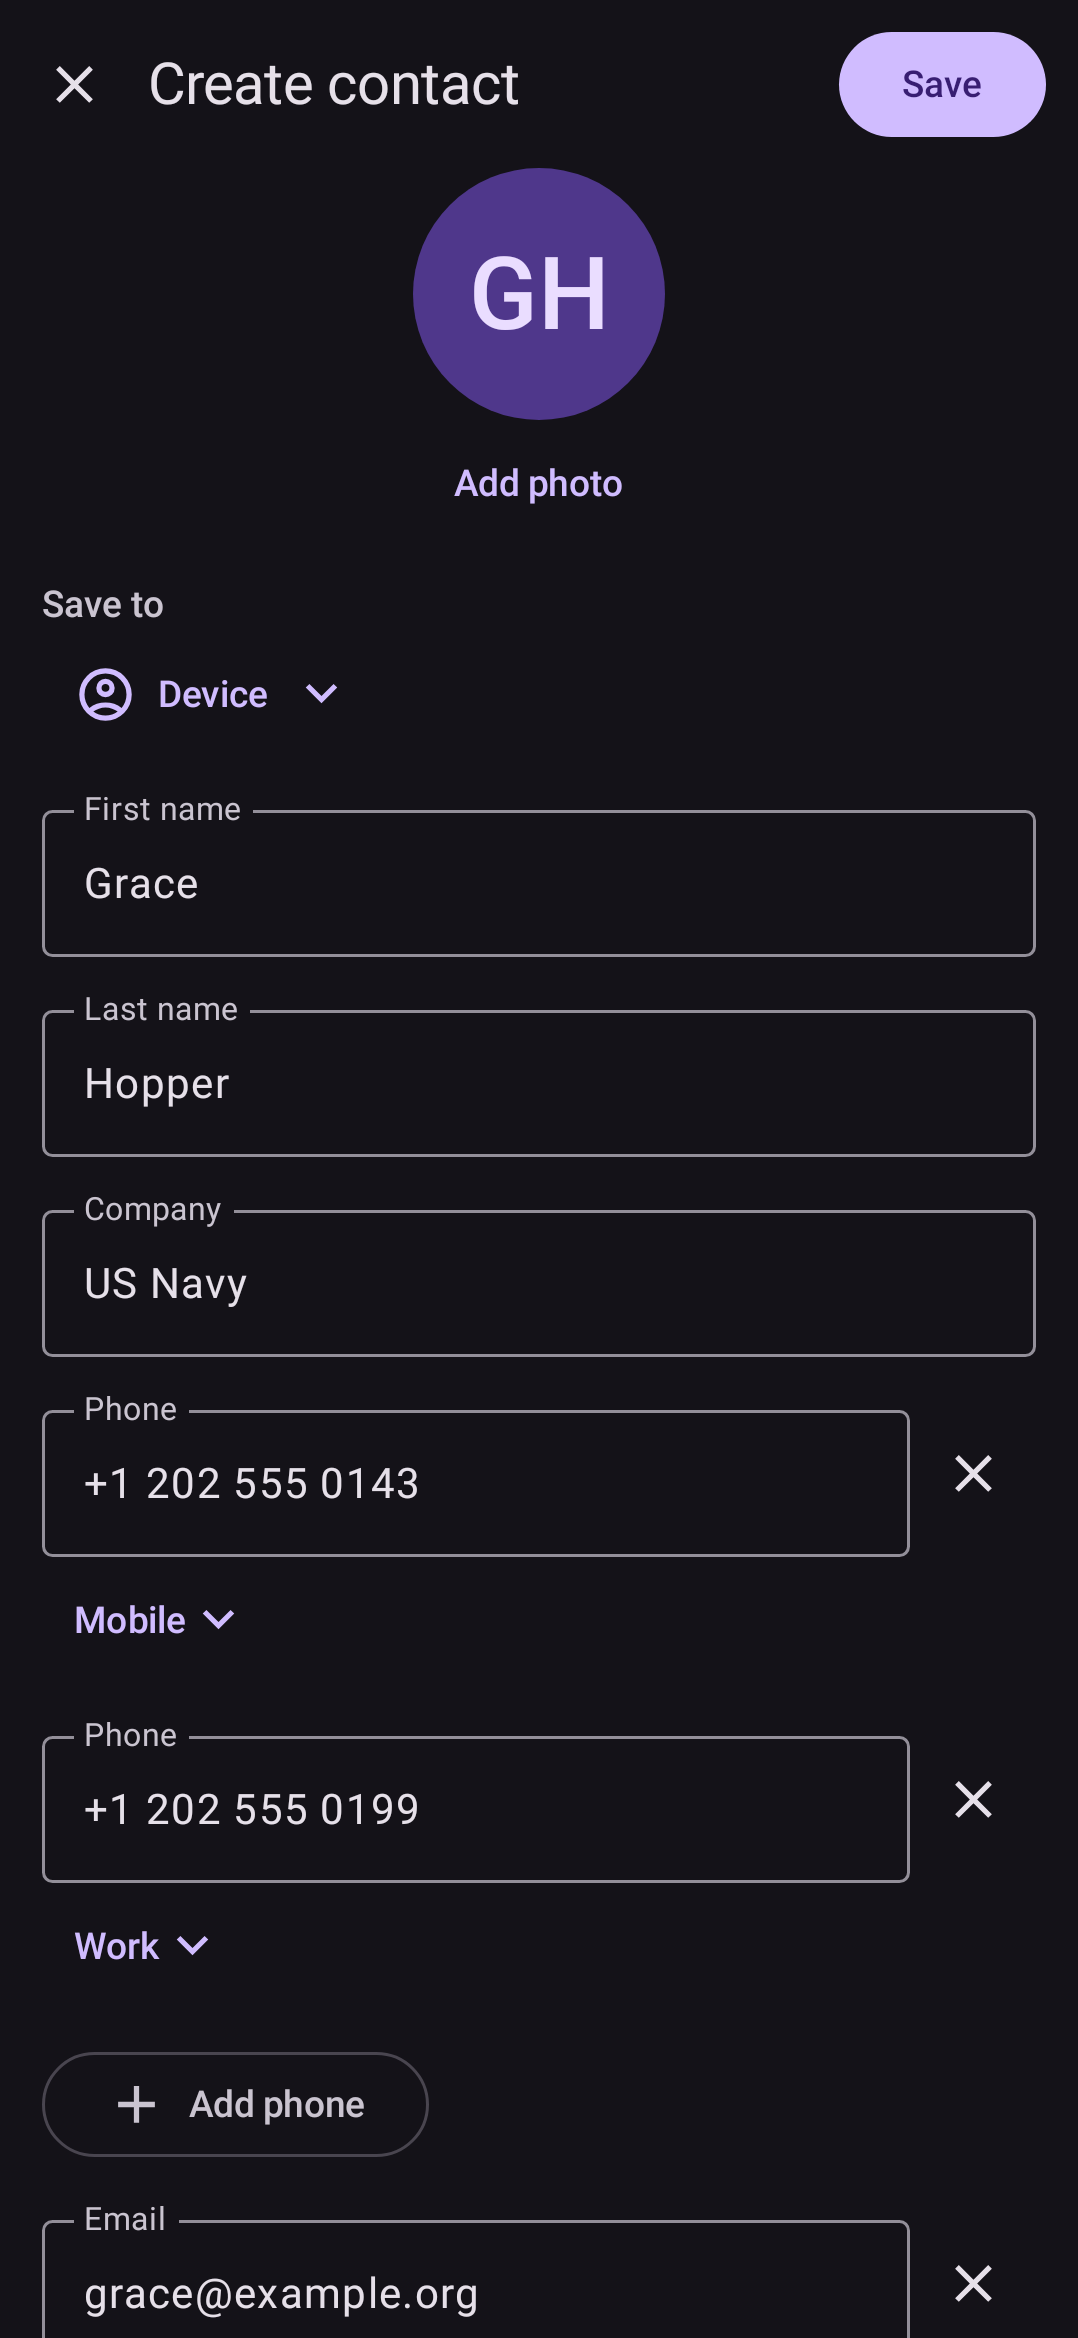 Create contact
Save
GH
Add photo
Save to
Device
First name
Grace
Last name
Hopper
Company
US Navy
Phone
+1 202 555 0143
Mobile
Phone
+1 202 555 0199
Work
Add phone
Email
grace@example.org